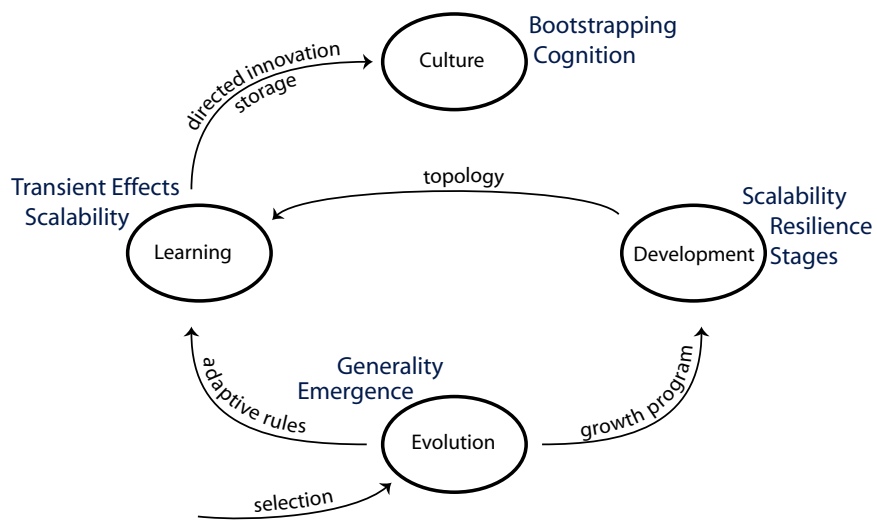 Bootstrapping
Cognition
Culture
directed innovation
storage
topology
Transient Effects
Scalability
Learning
Scalability
Resilience
Stages
Development
adaptive rules
Generality
Emergence
Evolution
growth program
selection